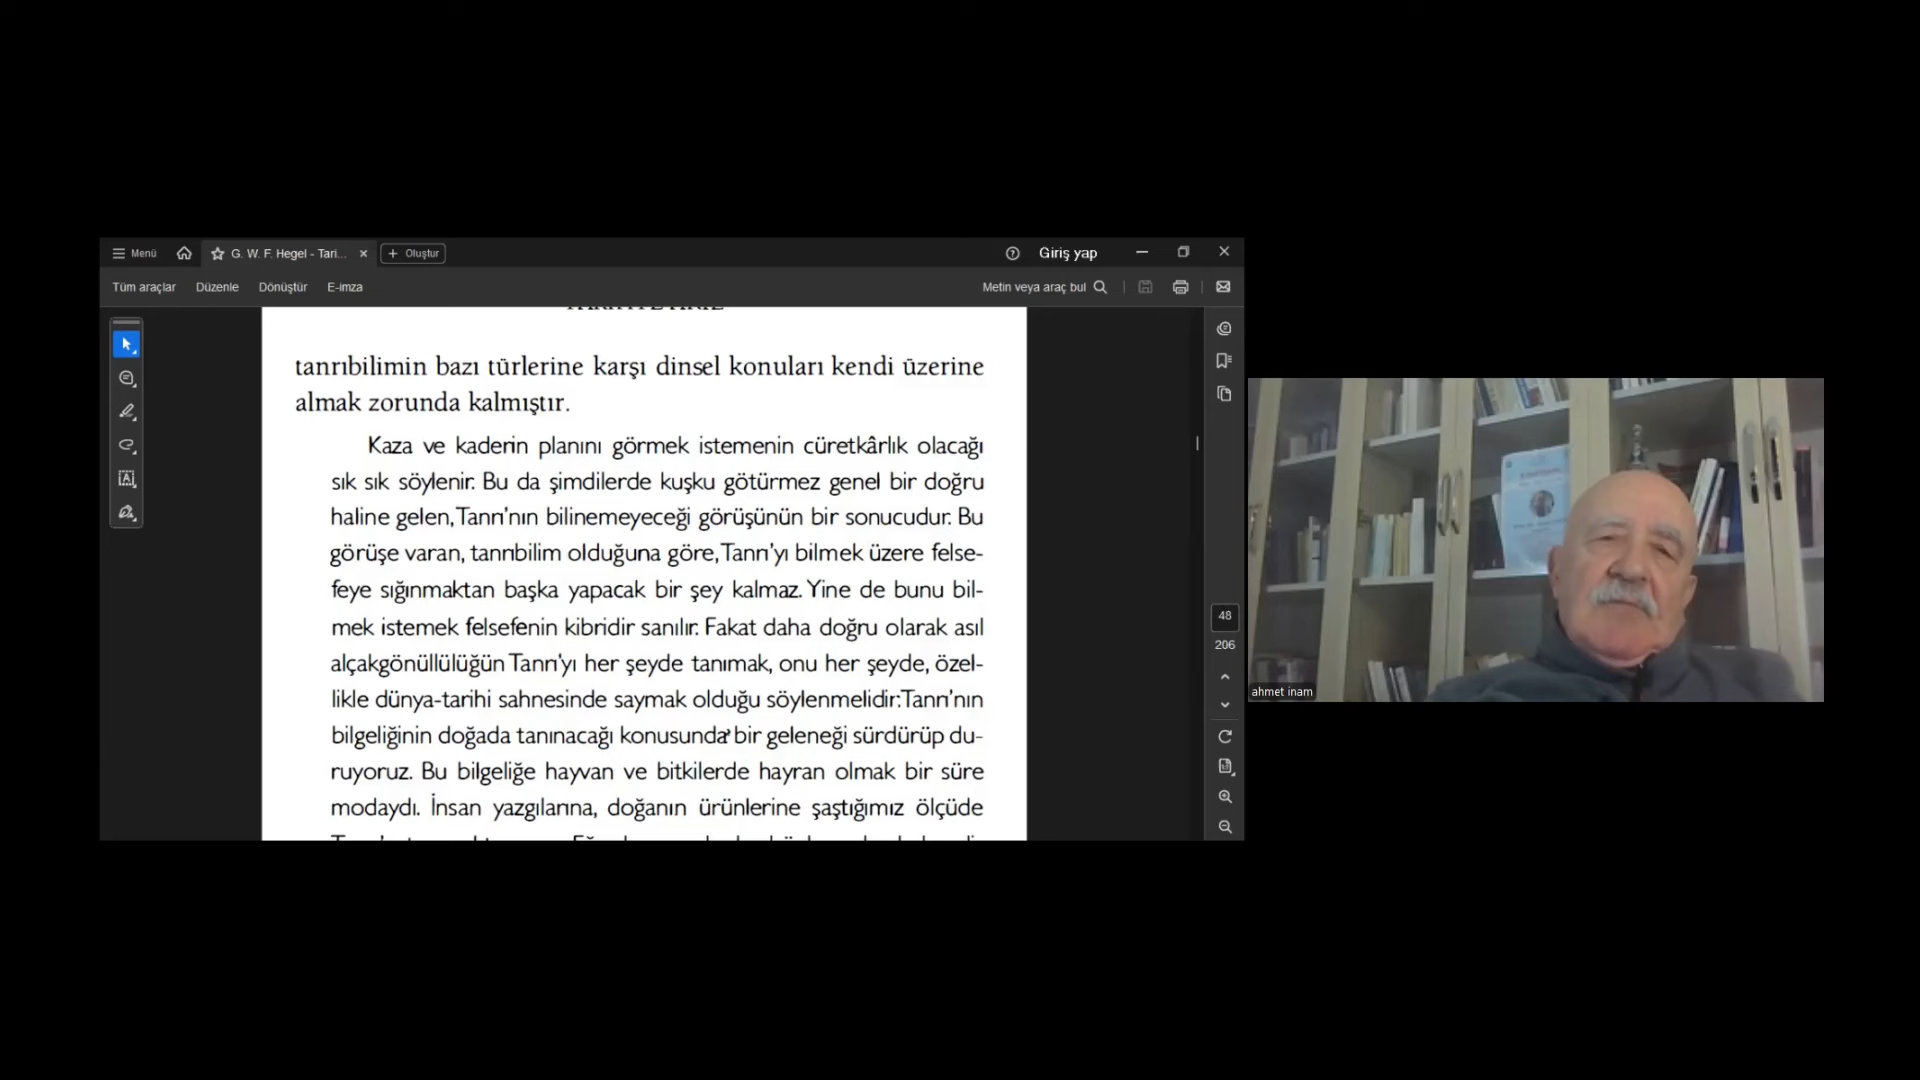 Menü
G. W. F. Hegel - Tari...
Oluştur
Giriş yap
Tüm araçlar
Düzenle
Dönüştür
E-imza
Metin veya araç bul
tanrıbilimin bazı türlerine karşı dinsel konuları kendi üzerine
almak zorunda kalmıştır.
Kaza ve kaderin planını görmek istemenin cüretkârlık olacağı
sık sık söylenir. Bu da şimdilerde kuşku götürmez genel bir doğru
haline gelen, Tanrı'nın bilinemeyeceği görüşünün bir sonucudur. Bu
görüşe varan, tanrıbilim olduğuna göre, Tanrı'yı bilmek üzere felse-
feye sığınmaktan başka yapacak bir şey kalmaz. Yine de bunu bil-
mek istemek felsefenin kibridir sanılır. Fakat daha doğru olarak asıl
alçakgönüllülüğün Tanrı'yı her şeyde tanımak, onu her şeyde, özel-
likle dünya-tarihi sahnesinde saymak olduğu söylenmelidir. Tanrı'nın
bilgeliğinin doğada tanınacağı konusunda bir geleneği sürdürüp du-
ruyoruz. Bu bilgeliğe hayvan ve bitkilerde hayran olmak bir süre
modaydı. İnsan yazgılarına, doğanın ürünlerine şaştığımız ölçüde
48
206
ahmet inam